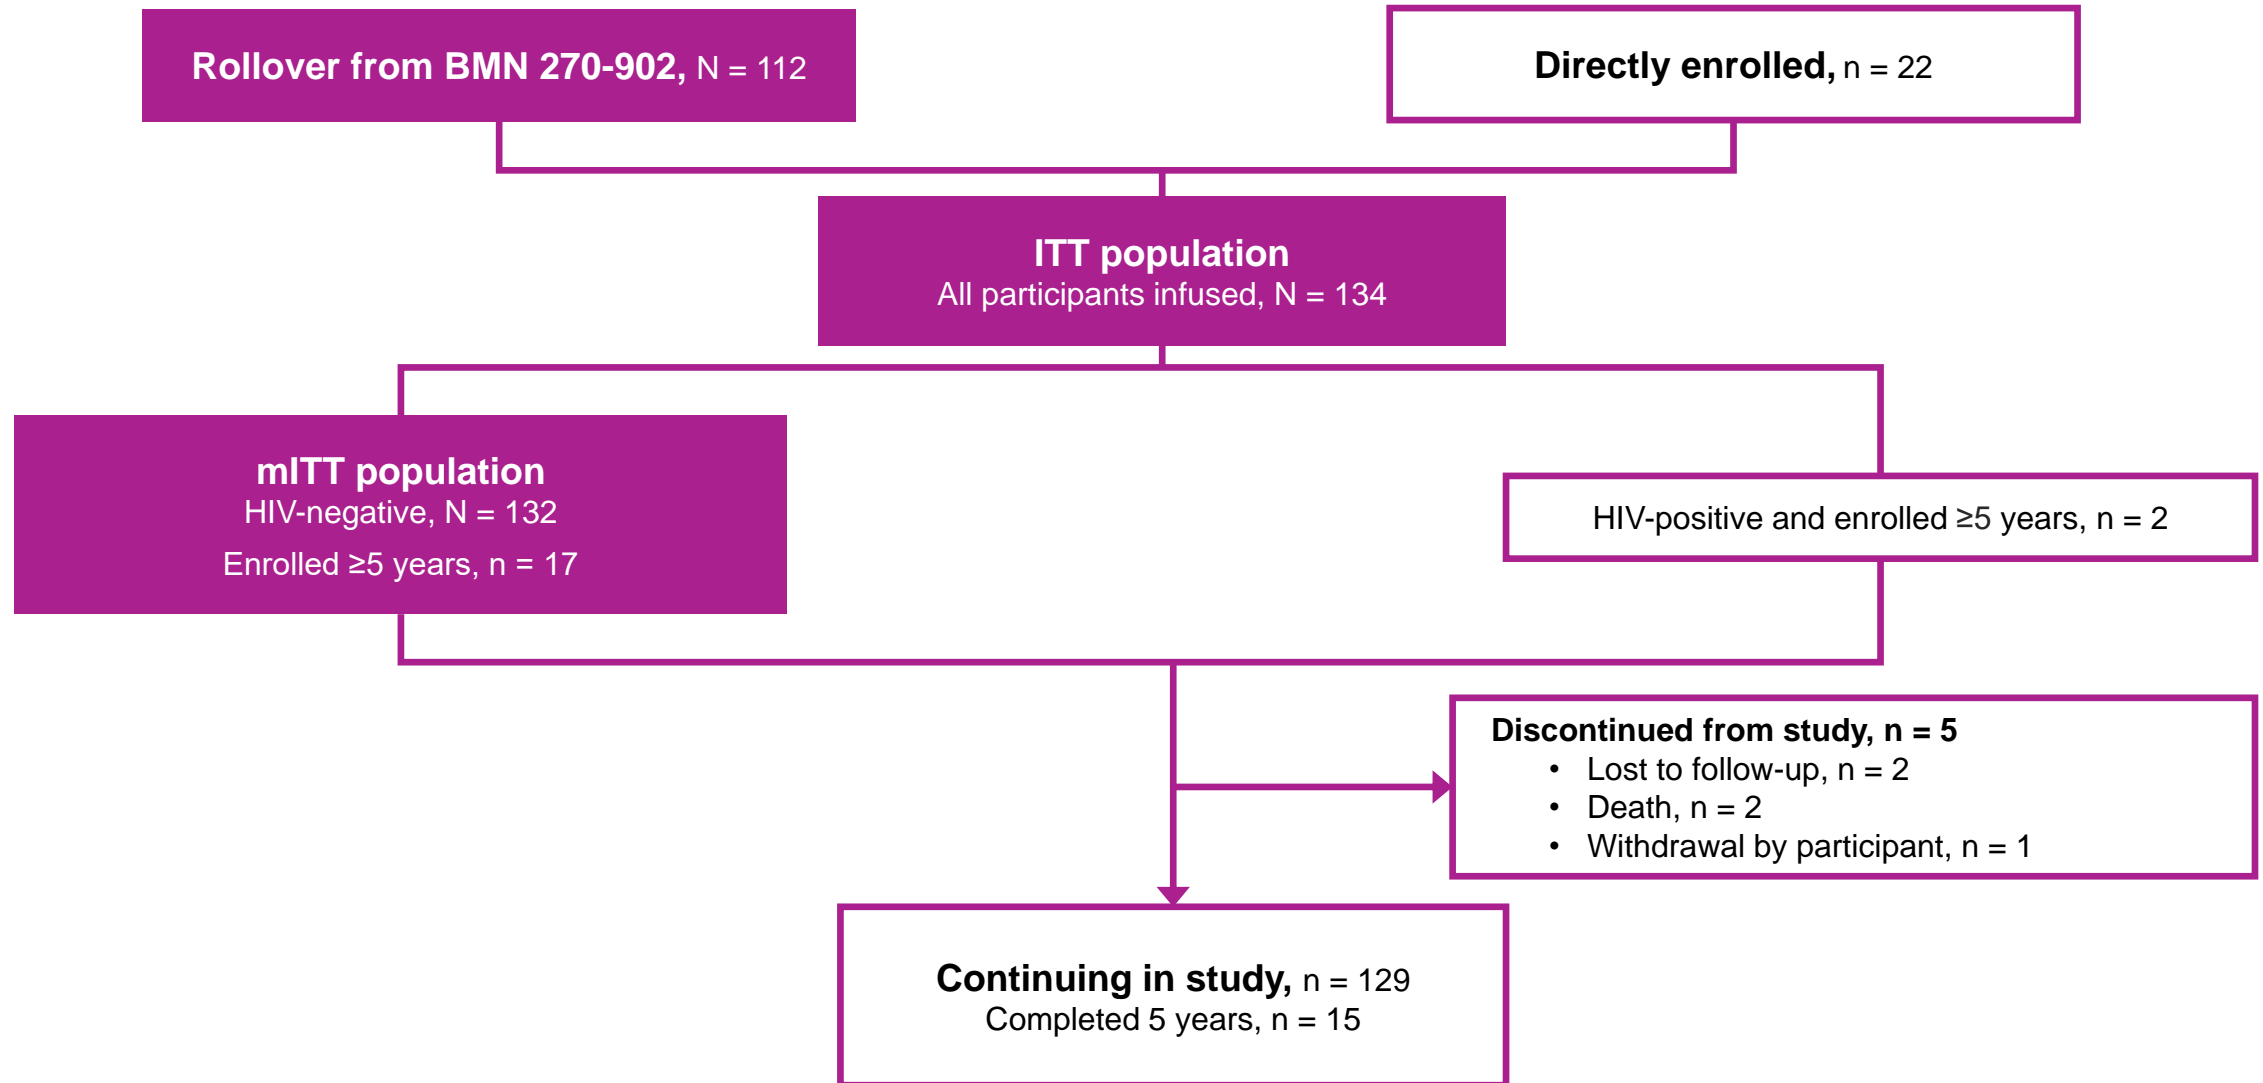 Rollover from BMN 270-902, N = 112
Directly enrolled, n = 22
ITT population
All participants infused, N = 134
mITT population
HIV-negative, N = 132
Enrolled ≥5 years, n = 17
HIV-positive and enrolled ≥5 years, n = 2
Discontinued from study, n = 5
• Lost to follow-up, n = 2
• Death, n = 2
• Withdrawal by participant, n = 1
Continuing in study, n = 129
Completed 5 years, n = 15